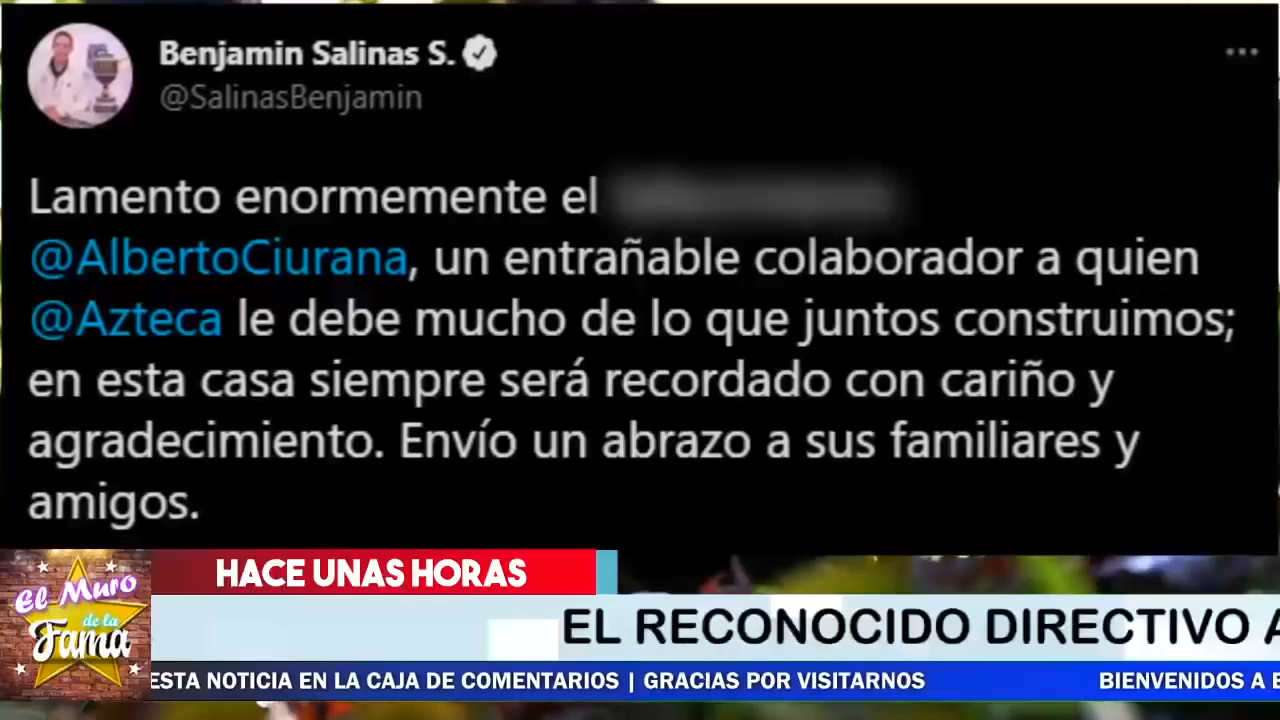 Benjamin Salinas S.
@SalinasBenjamin
Lamento enormemente el
@AlbertoCiurana, un entrañable colaborador a quien
@Azteca le debe mucho de lo que juntos construimos;
en esta casa siempre será recordado con cariño y
agradecimiento. Envío un abrazo a sus familiares y
amigos.
HACE UNAS HORAS
El Muro
de la
Fama
EL RECONOCIDO DIRECTIVO A
ESTA NOTICIA EN LA CAJA DE COMENTARIOS | GRACIAS POR VISITARNOS
BIENVENIDOS A E